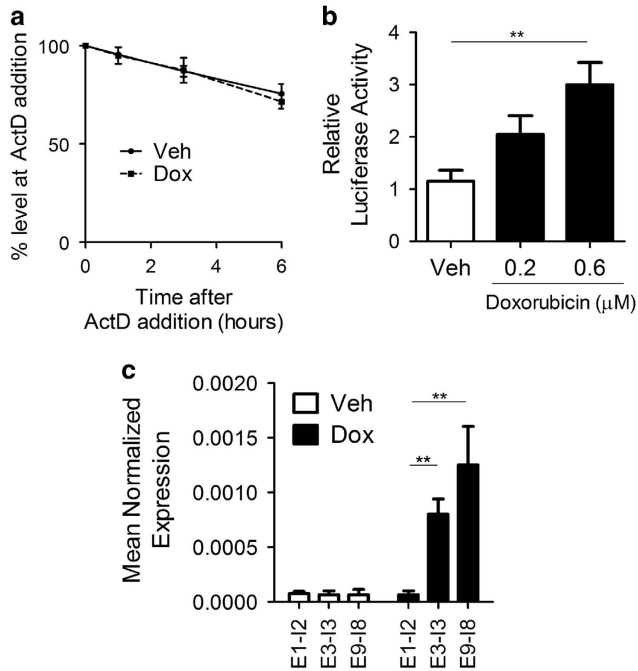 a
% level at ActD addition
100
50
0
Veh
Dox
0 2 4 6
Time after
ActD addition (hours)
b
Relative
Luciferase Activity
4
3
2
1
0
**
Veh 0.2 0.6
Doxorubicin (μM)
c
Mean Normalized
Expression
0.0020
0.0015
0.0010
0.0005
0.0000
Veh
Dox
**
**
E1-I2 E3-I3 E9-I8 E1-I2 E3-I3 E9-I8